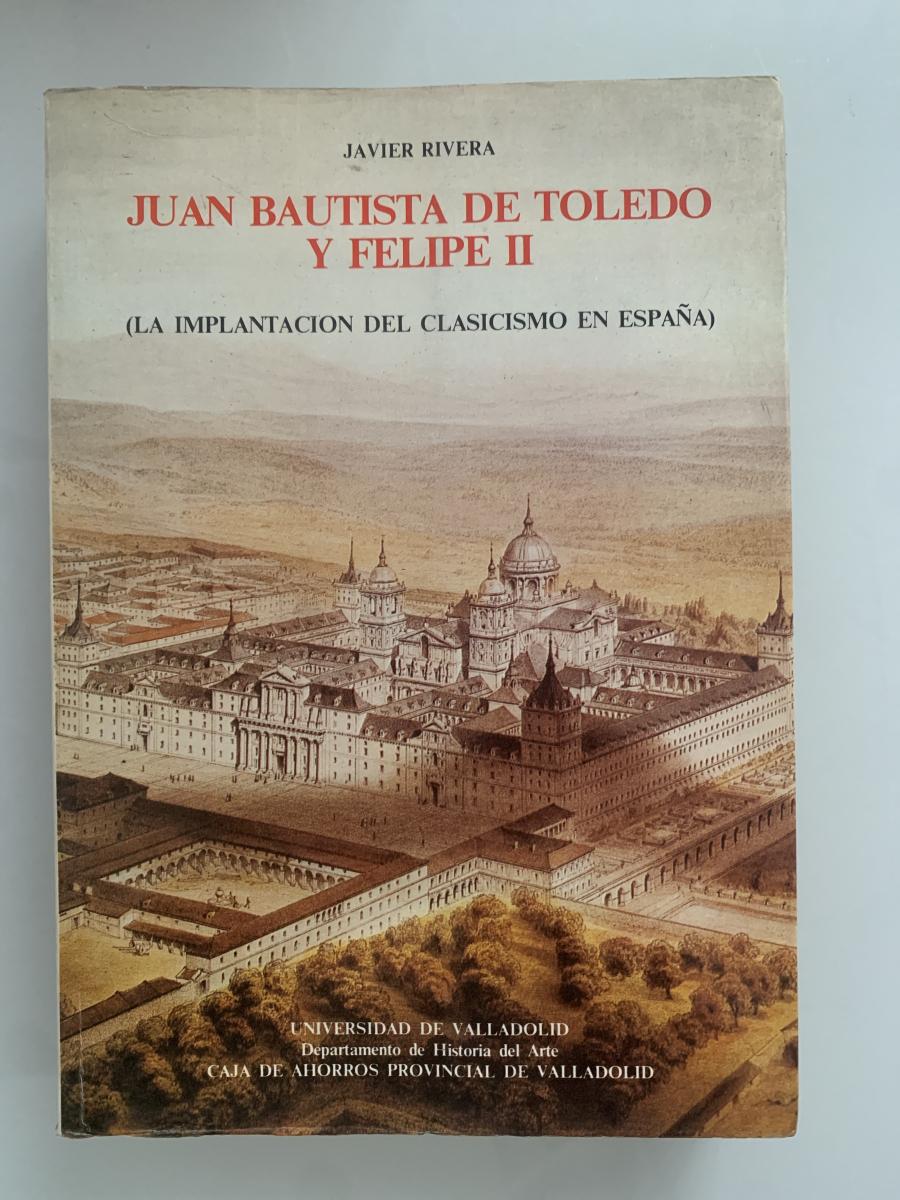 JAVIER RIVERA
JUAN BAUTISTA DE TOLEDO
Y FELIPE II
(LA IMPLANTACION DEL CLASICISMO EN ESPAÑA)
UNIVERSIDAD DE VALLADOLID
Departamento de Historia del Arte
CAJA DE AHORROS PROVINCIAL DE VALLADOLID